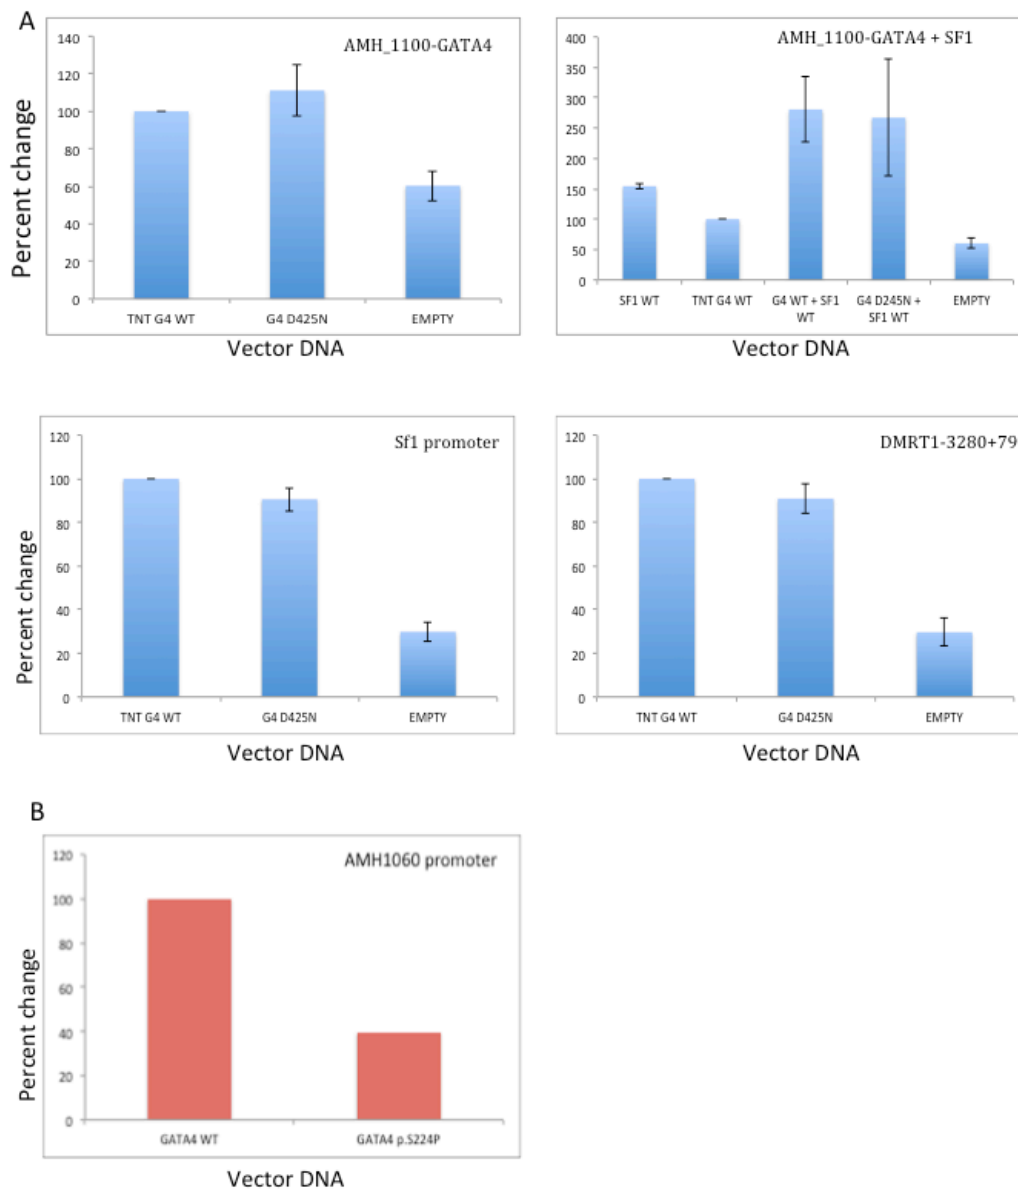 A
AMH_1100-GATA4
140
120
100
80
60
40
20
0
Percent change
TNT G4 WT G4 D425N EMPTY
Vector DNA
AMH_1100-GATA4 + SF1
400
350
300
250
200
150
100
50
0
SF1 WT TNT G4 WT G4 WT + SF1 G4 D245N + EMPTY
WT SF1 WT
Vector DNA
Sf1 promoter
120
100
80
60
40
20
0
Percent change
TNT G4 WT G4 D425N EMPTY
Vector DNA
DMRT1-3280+79
120
100
80
60
40
20
0
TNT G4 WT G4 D425N EMPTY
Vector DNA
B
AMH1060 promoter
120
100
80
60
40
20
0
Percent change
GATA4 WT GATA4 p.S224P
Vector DNA